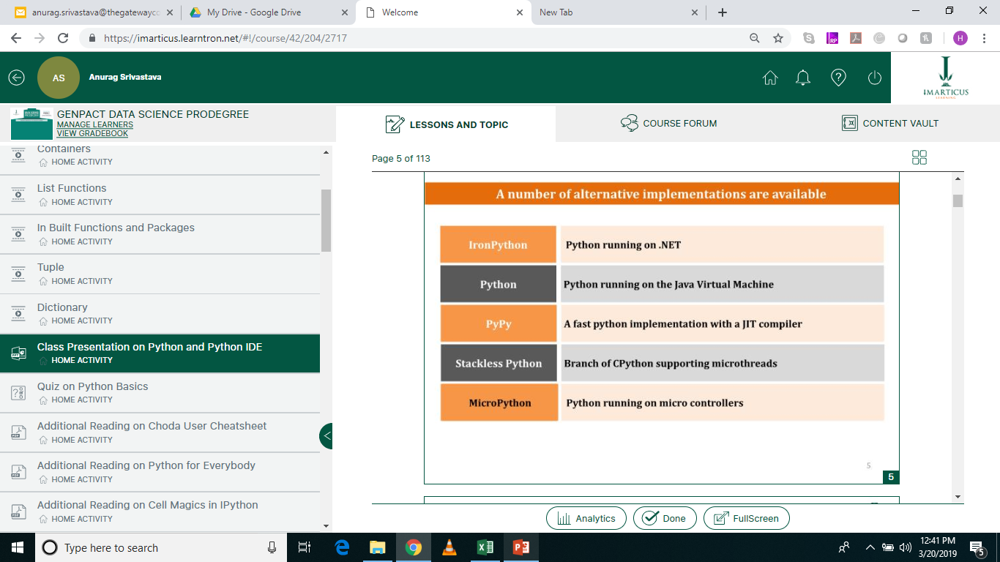 anurag.srivastava@thegatewayco
My Drive - Google Drive
Welcome
New Tab
https://imarticus.learntron.net/#!/course/42/204/2717
RP
H
AS
Anurag Srivastava
IMARTICUS
LEARNING
GENPACT DATA SCIENCE PRODEGREE
MANAGE LEARNERS
VIEW GRADEBOOK
LESSONS AND TOPIC
COURSE FORUM
CONTENT VAULT
Containers
HOME ACTIVITY
List Functions
HOME ACTIVITY
In Built Functions and Packages
HOME ACTIVITY
Tuple
HOME ACTIVITY
Dictionary
HOME ACTIVITY
Class Presentation on Python and Python IDE
HOME ACTIVITY
Quiz on Python Basics
HOME ACTIVITY
Additional Reading on Choda User Cheatsheet
HOME ACTIVITY
Additional Reading on Python for Everybody
HOME ACTIVITY
Additional Reading on Cell Magics in IPython
HOME ACTIVITY
Page 5 of 113
A number of alternative implementations are available
IronPython
Python running on .NET
Python
Python running on the Java Virtual Machine
PyPy
A fast python implementation with a JIT compiler
Stackless Python
Branch of CPython supporting microthreads
MicroPython
Python running on micro controllers
5
5
Analytics
Done
FullScreen
Type here to search
12:41 PM
3/20/2019
5